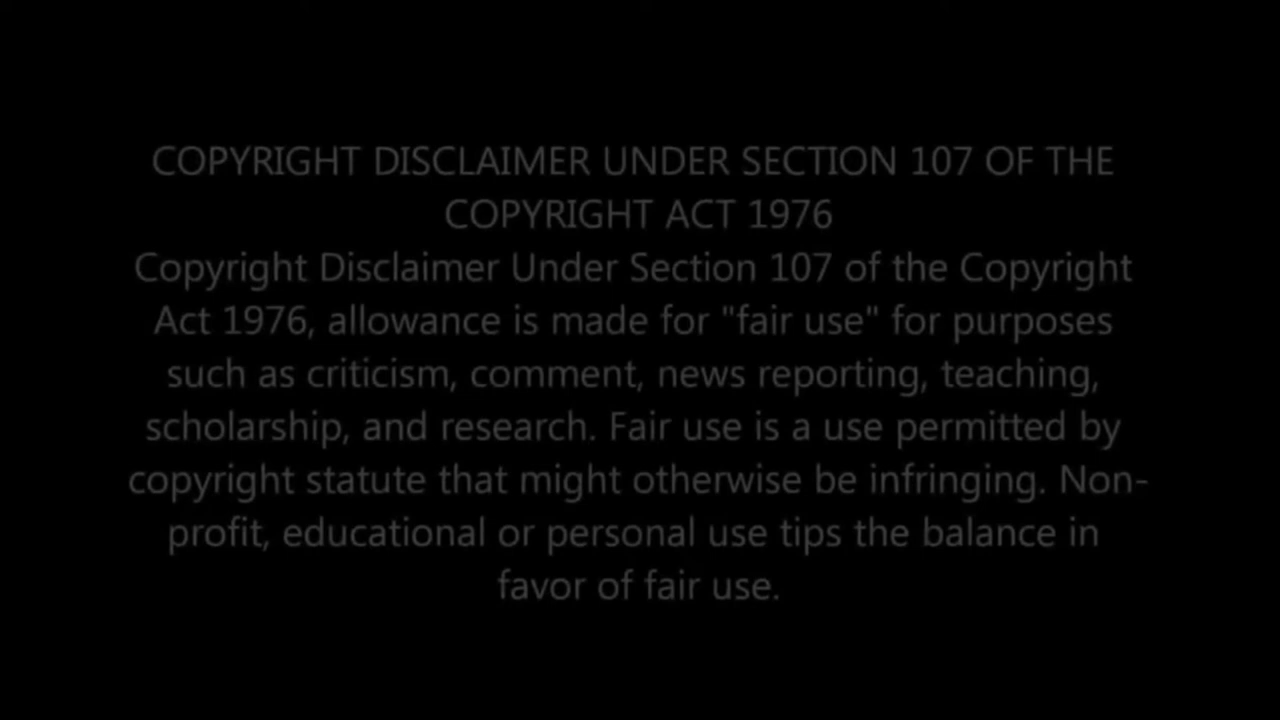 COPYRIGHT DISCLAIMER UNDER SECTION 107 OF THE
COPYRIGHT ACT 1976
Copyright Disclaimer Under Section 107 of the Copyright
Act 1976, allowance is made for "fair use" for purposes
such as criticism, comment, news reporting, teaching,
scholarship, and research. Fair use is a use permitted by
copyright statute that might otherwise be infringing. Non-
profit, educational or personal use tips the balance in
favor of fair use.